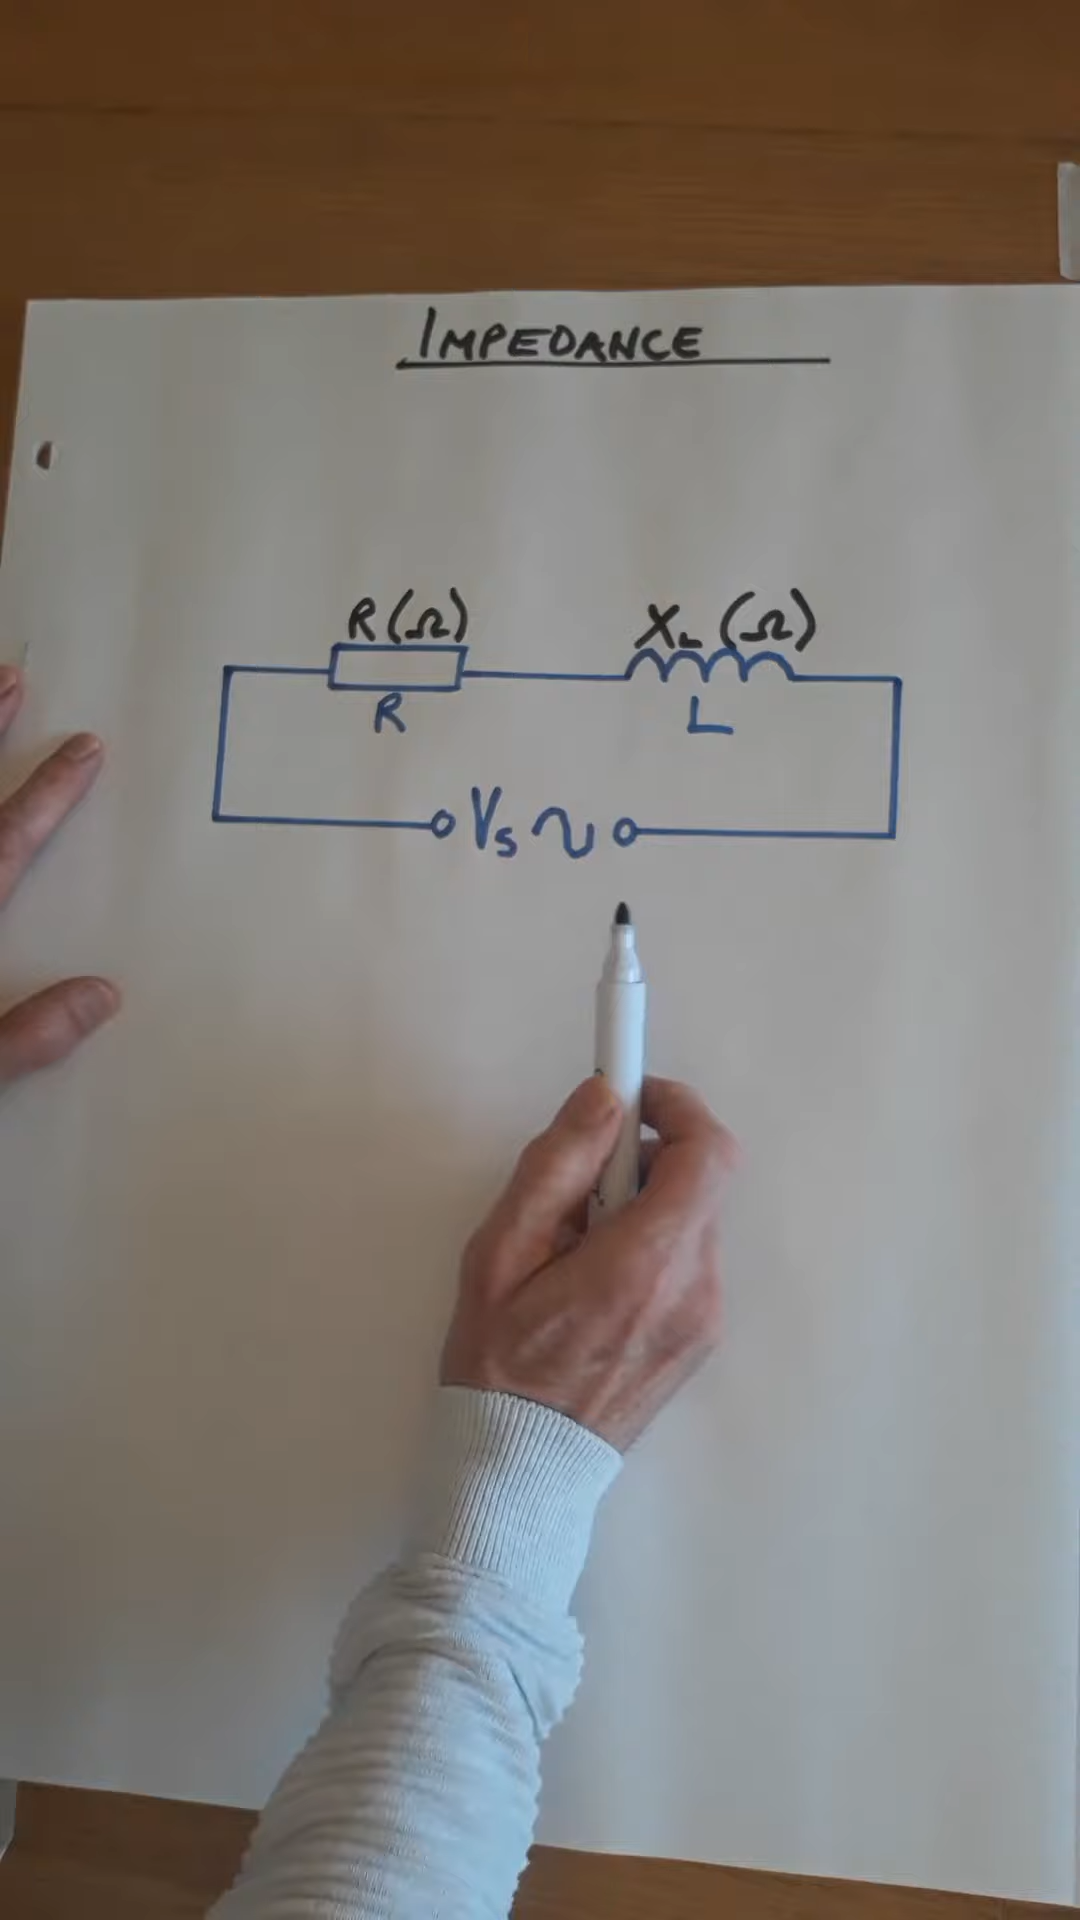 IMPEDANCE
R(Ω) X_L (Ω)
R L
V_S ~